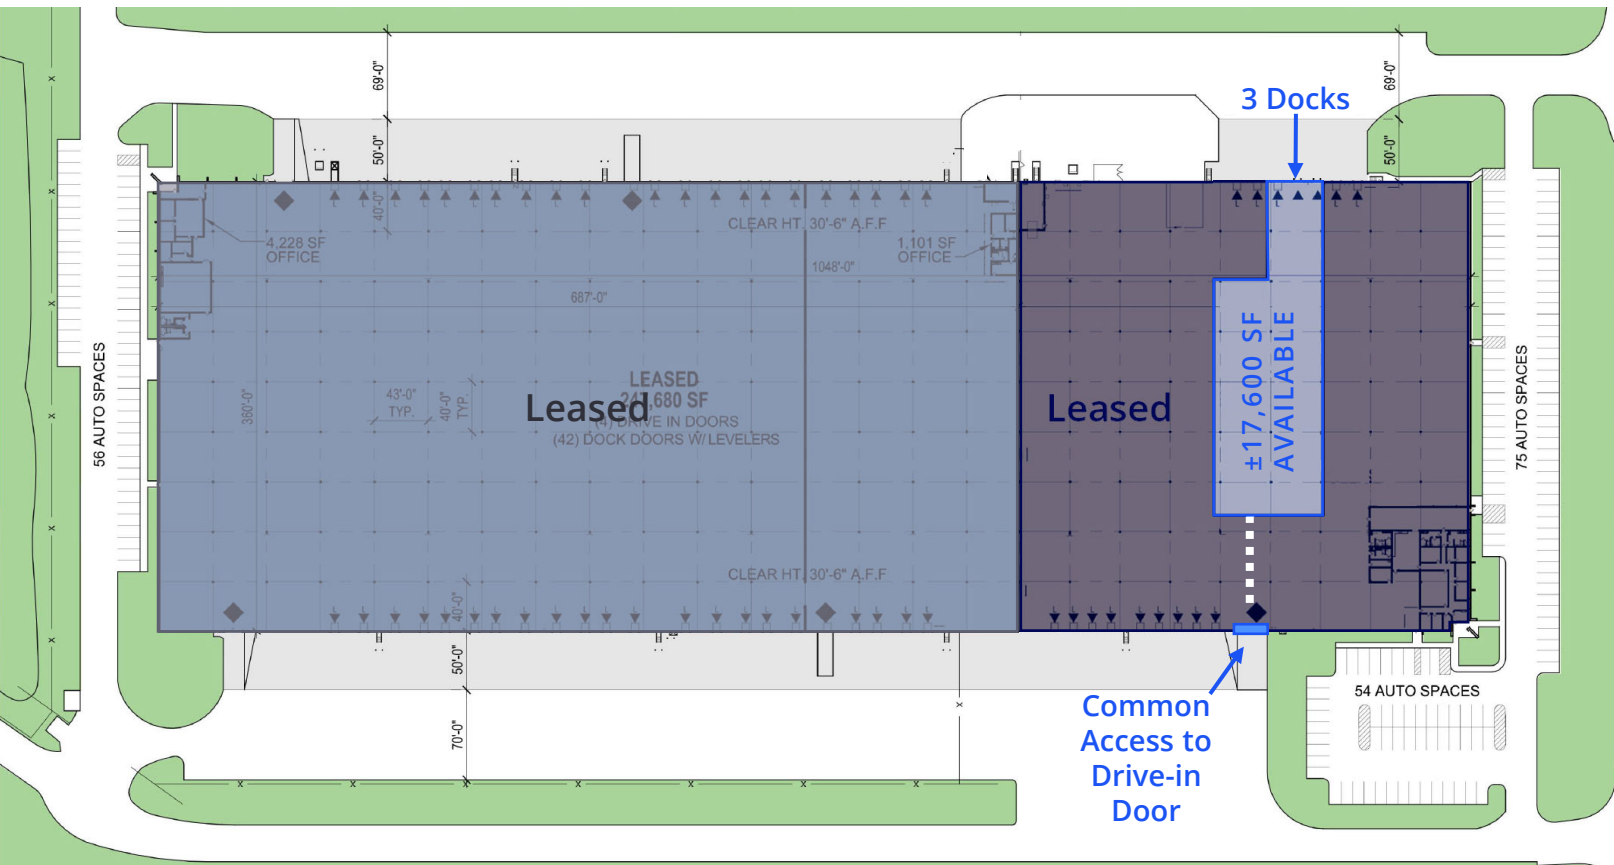 3 Docks
69'-0"
69'-0"
50'-0"
50'-0"
40'-0"
CLEAR HT. 30'-6" A.F.F
4,228 SF
OFFICE
1,101 SF
OFFICE
1048'-0"
687'-0"
56 AUTO SPACES
360'-0"
43'-0"
TYP.
40'-0"
TYP.
LEASED
680 SF
(4) DRIVE IN DOORS
(42) DOCK DOORS W/ LEVELERS
Leased
Leased
±17,600 SF
AVAILABLE
75 AUTO SPACES
CLEAR HT. 30'-6" A.F.F
40'-0"
50'-0"
70'-0"
54 AUTO SPACES
Common
Access to
Drive-in
Door